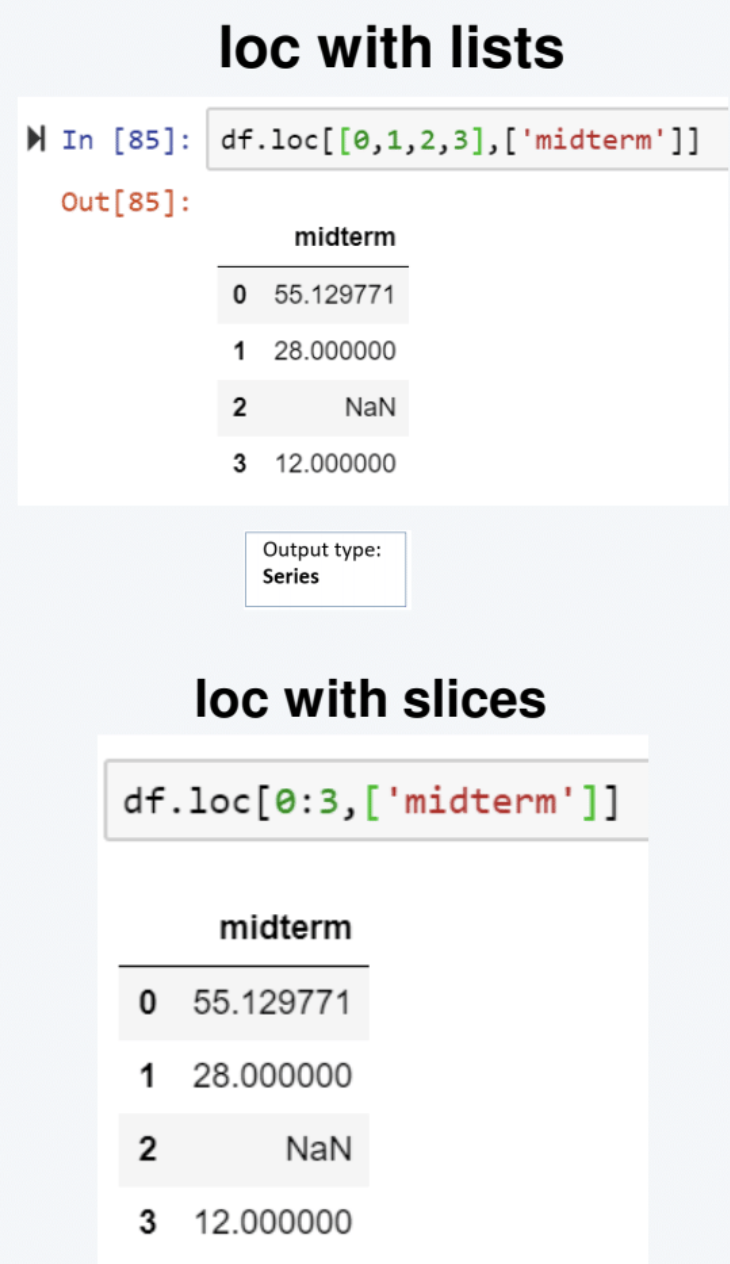 loc with lists
In [85]: df.loc[[0,1,2,3],['midterm']]
Out[85]:
midterm
0 55.129771
1 28.000000
2 NaN
3 12.000000
Output type:
Series
loc with slices
df.loc[0:3,['midterm']]
midterm
0 55.129771
1 28.000000
2 NaN
3 12.000000